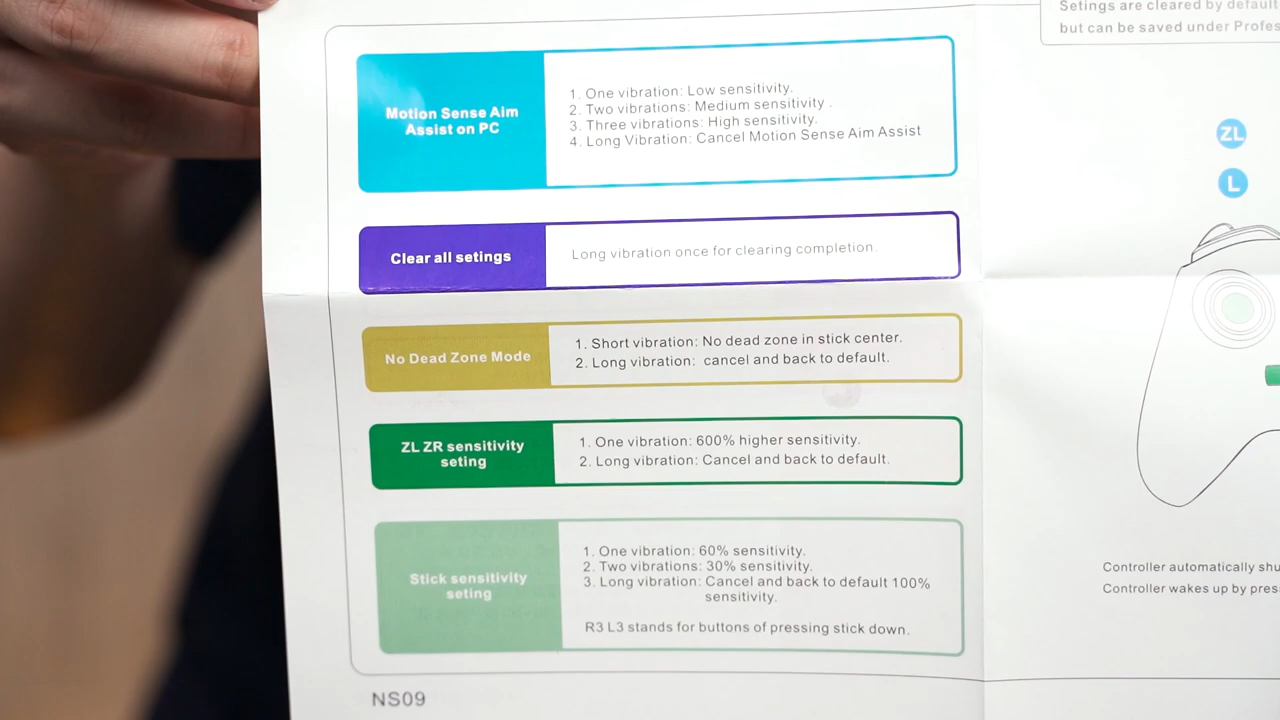 Setings are cleared by default
but can be saved under Profes
Motion Sense Aim
Assist on PC
1. One vibration: Low sensitivity.
2. Two vibrations: Medium sensitivity .
3. Three vibrations: High sensitivity.
4. Long Vibration: Cancel Motion Sense Aim Assist
ZL
L
Clear all setings
Long vibration once for clearing completion.
No Dead Zone Mode
1. Short vibration: No dead zone in stick center.
2. Long vibration: cancel and back to default.
ZL ZR sensitivity
seting
1. One vibration: 600% higher sensitivity.
2. Long vibration: Cancel and back to default.
Stick sensitivity
seting
1. One vibration: 60% sensitivity.
2. Two vibrations: 30% sensitivity.
3. Long vibration: Cancel and back to default 100%
sensitivity.
R3 L3 stands for buttons of pressing stick down.
Controller automatically shu
Controller wakes up by pres
NS09